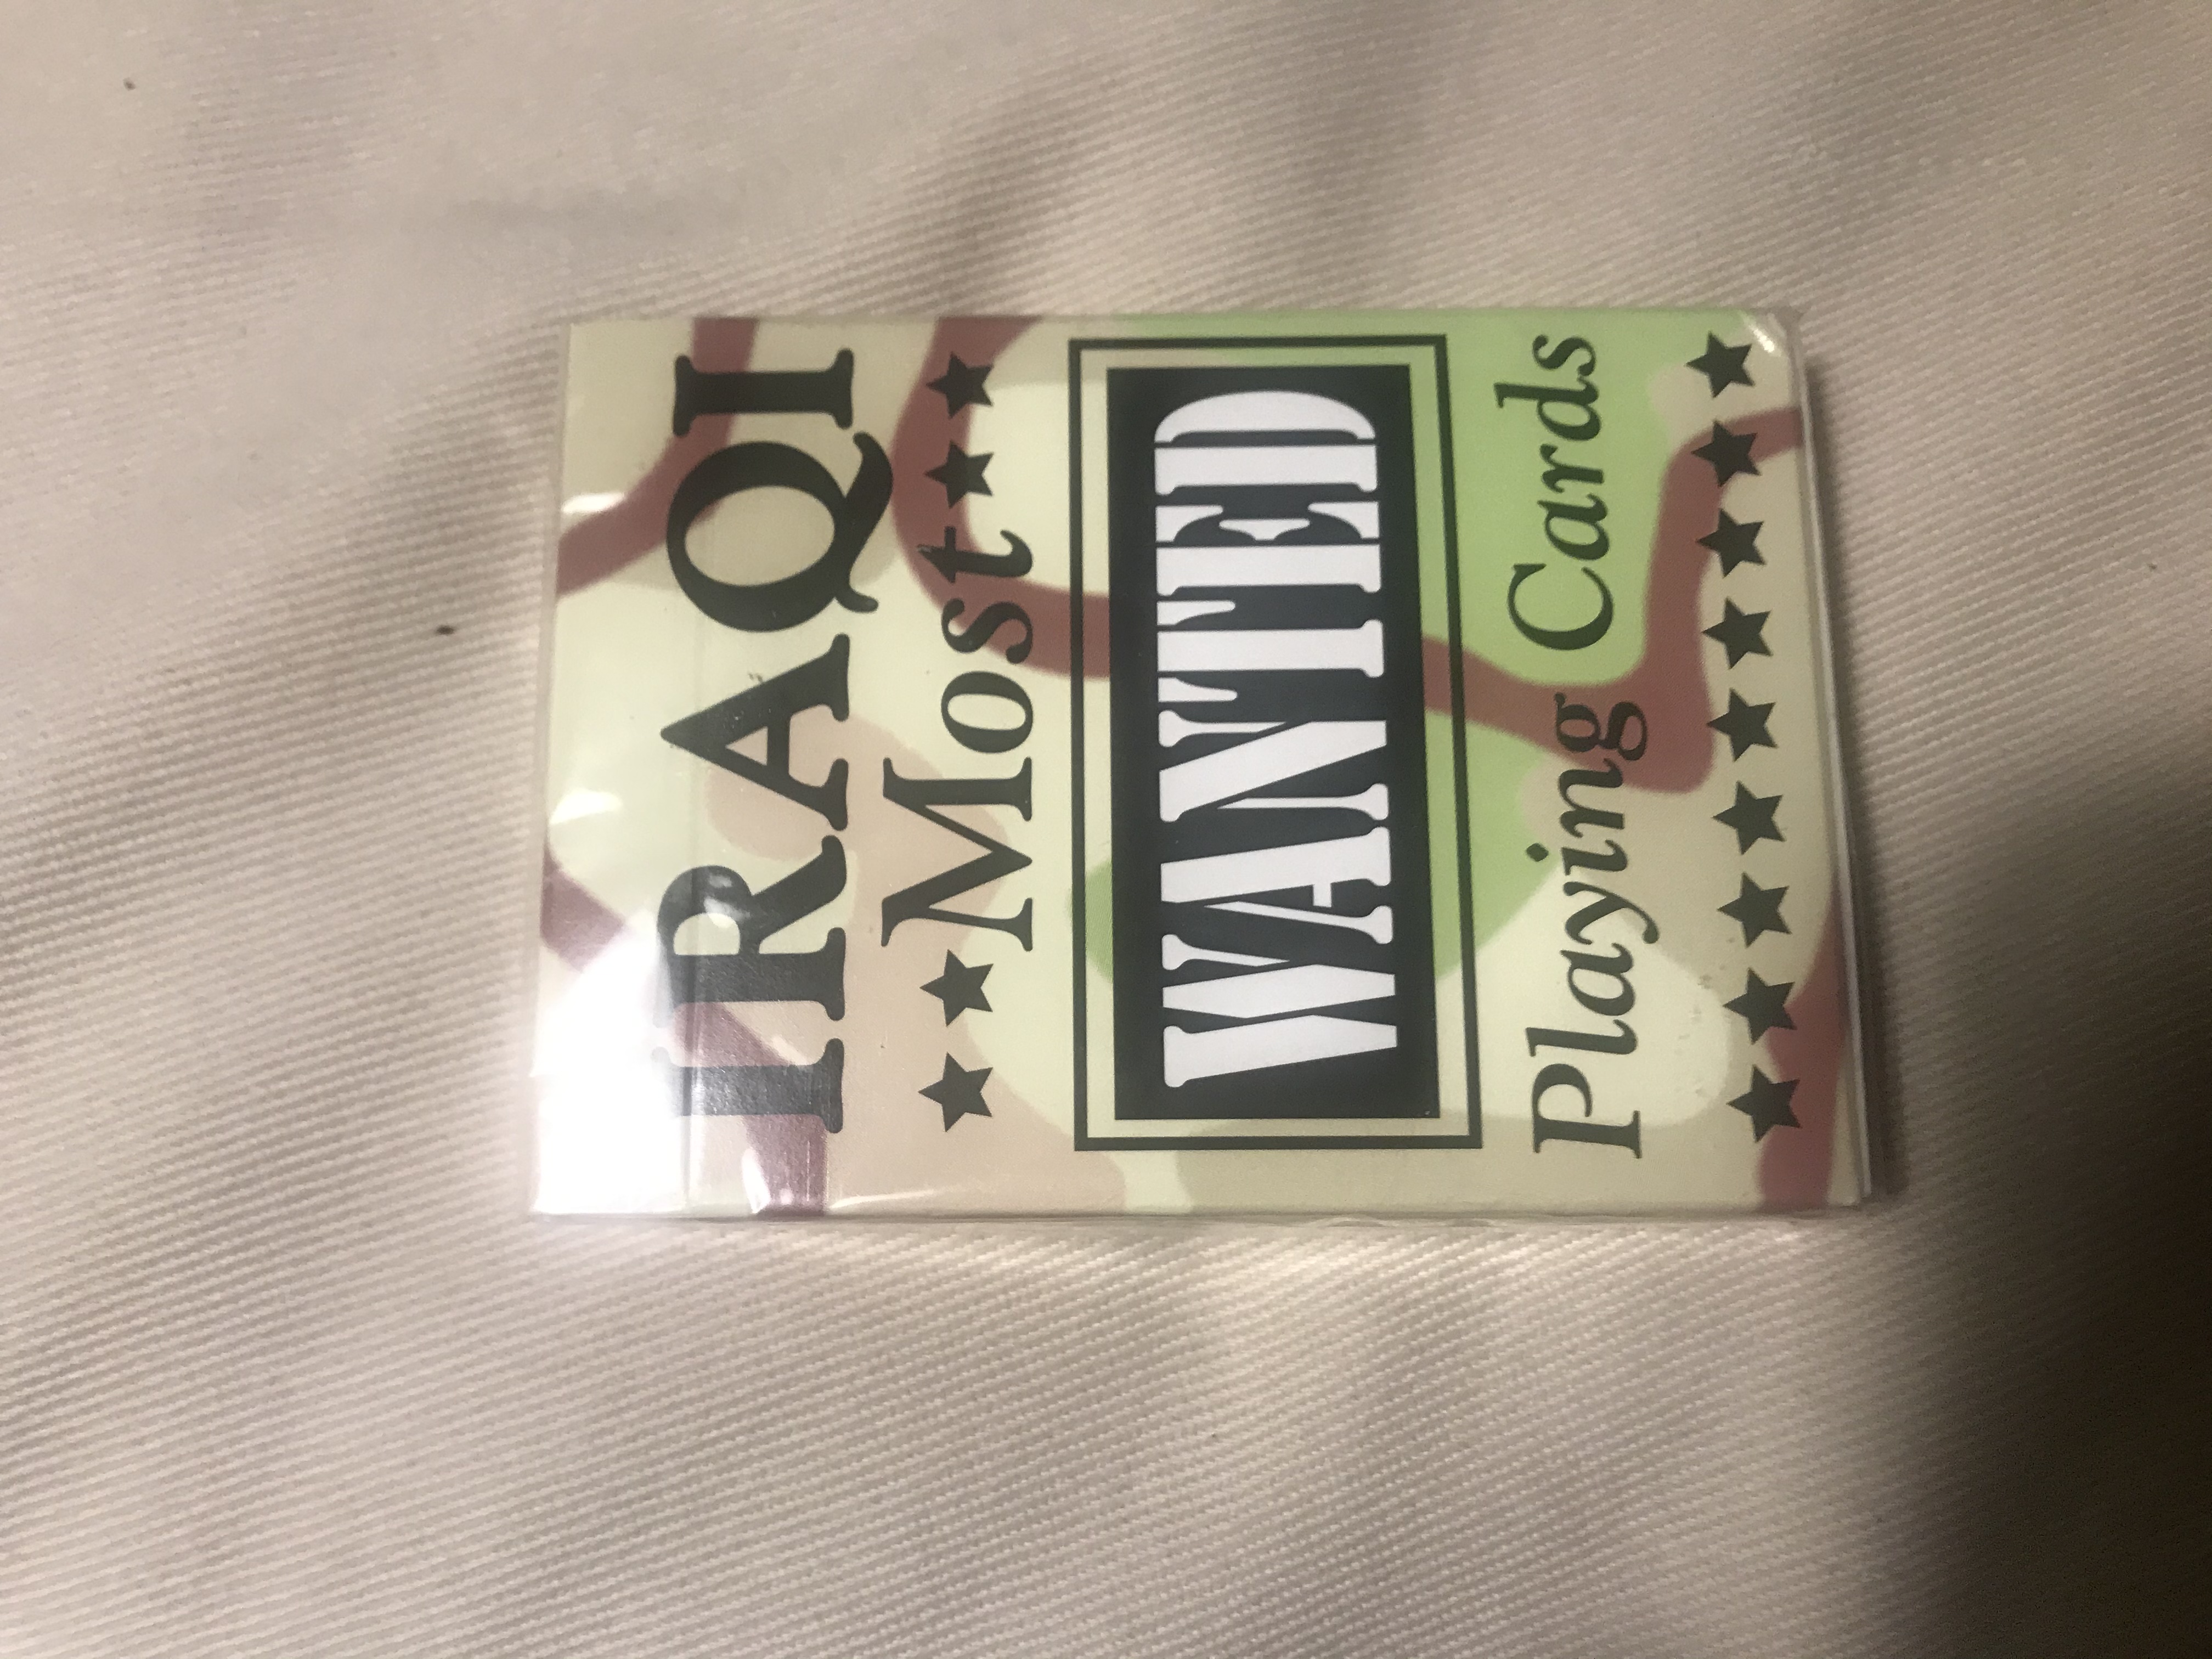 IRAQI
Most
WANTED
Playing Cards